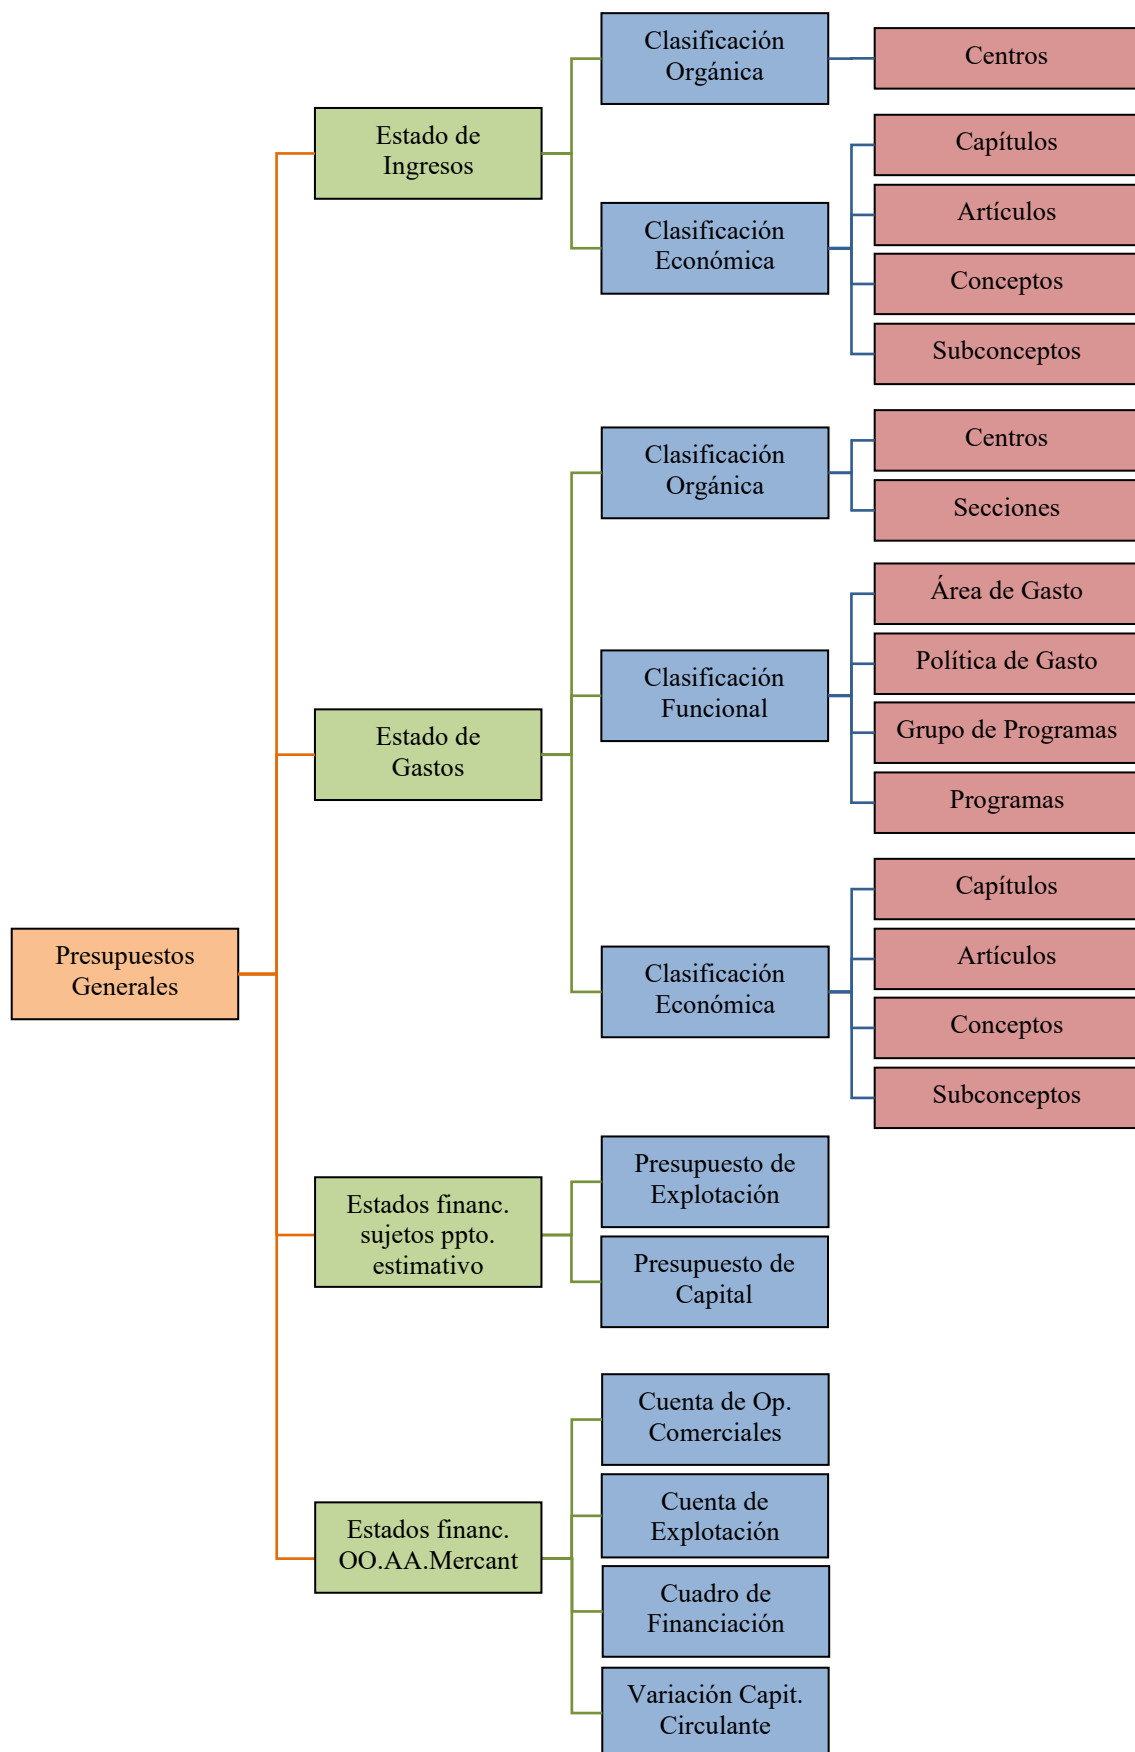 Presupuestos
Generales
Estado de
Ingresos
Clasificación
Orgánica
Centros
Clasificación
Económica
Capítulos
Artículos
Conceptos
Subconceptos
Estado de
Gastos
Clasificación
Orgánica
Centros
Secciones
Clasificación
Funcional
Área de Gasto
Política de Gasto
Grupo de Programas
Programas
Clasificación
Económica
Capítulos
Artículos
Conceptos
Subconceptos
Estados financ.
sujetos ppto.
estimativo
Presupuesto de
Explotación
Presupuesto de
Capital
Estados financ.
OO.AA.Mercant
Cuenta de Op.
Comerciales
Cuenta de
Explotación
Cuadro de
Financiación
Variación Capit.
Circulante